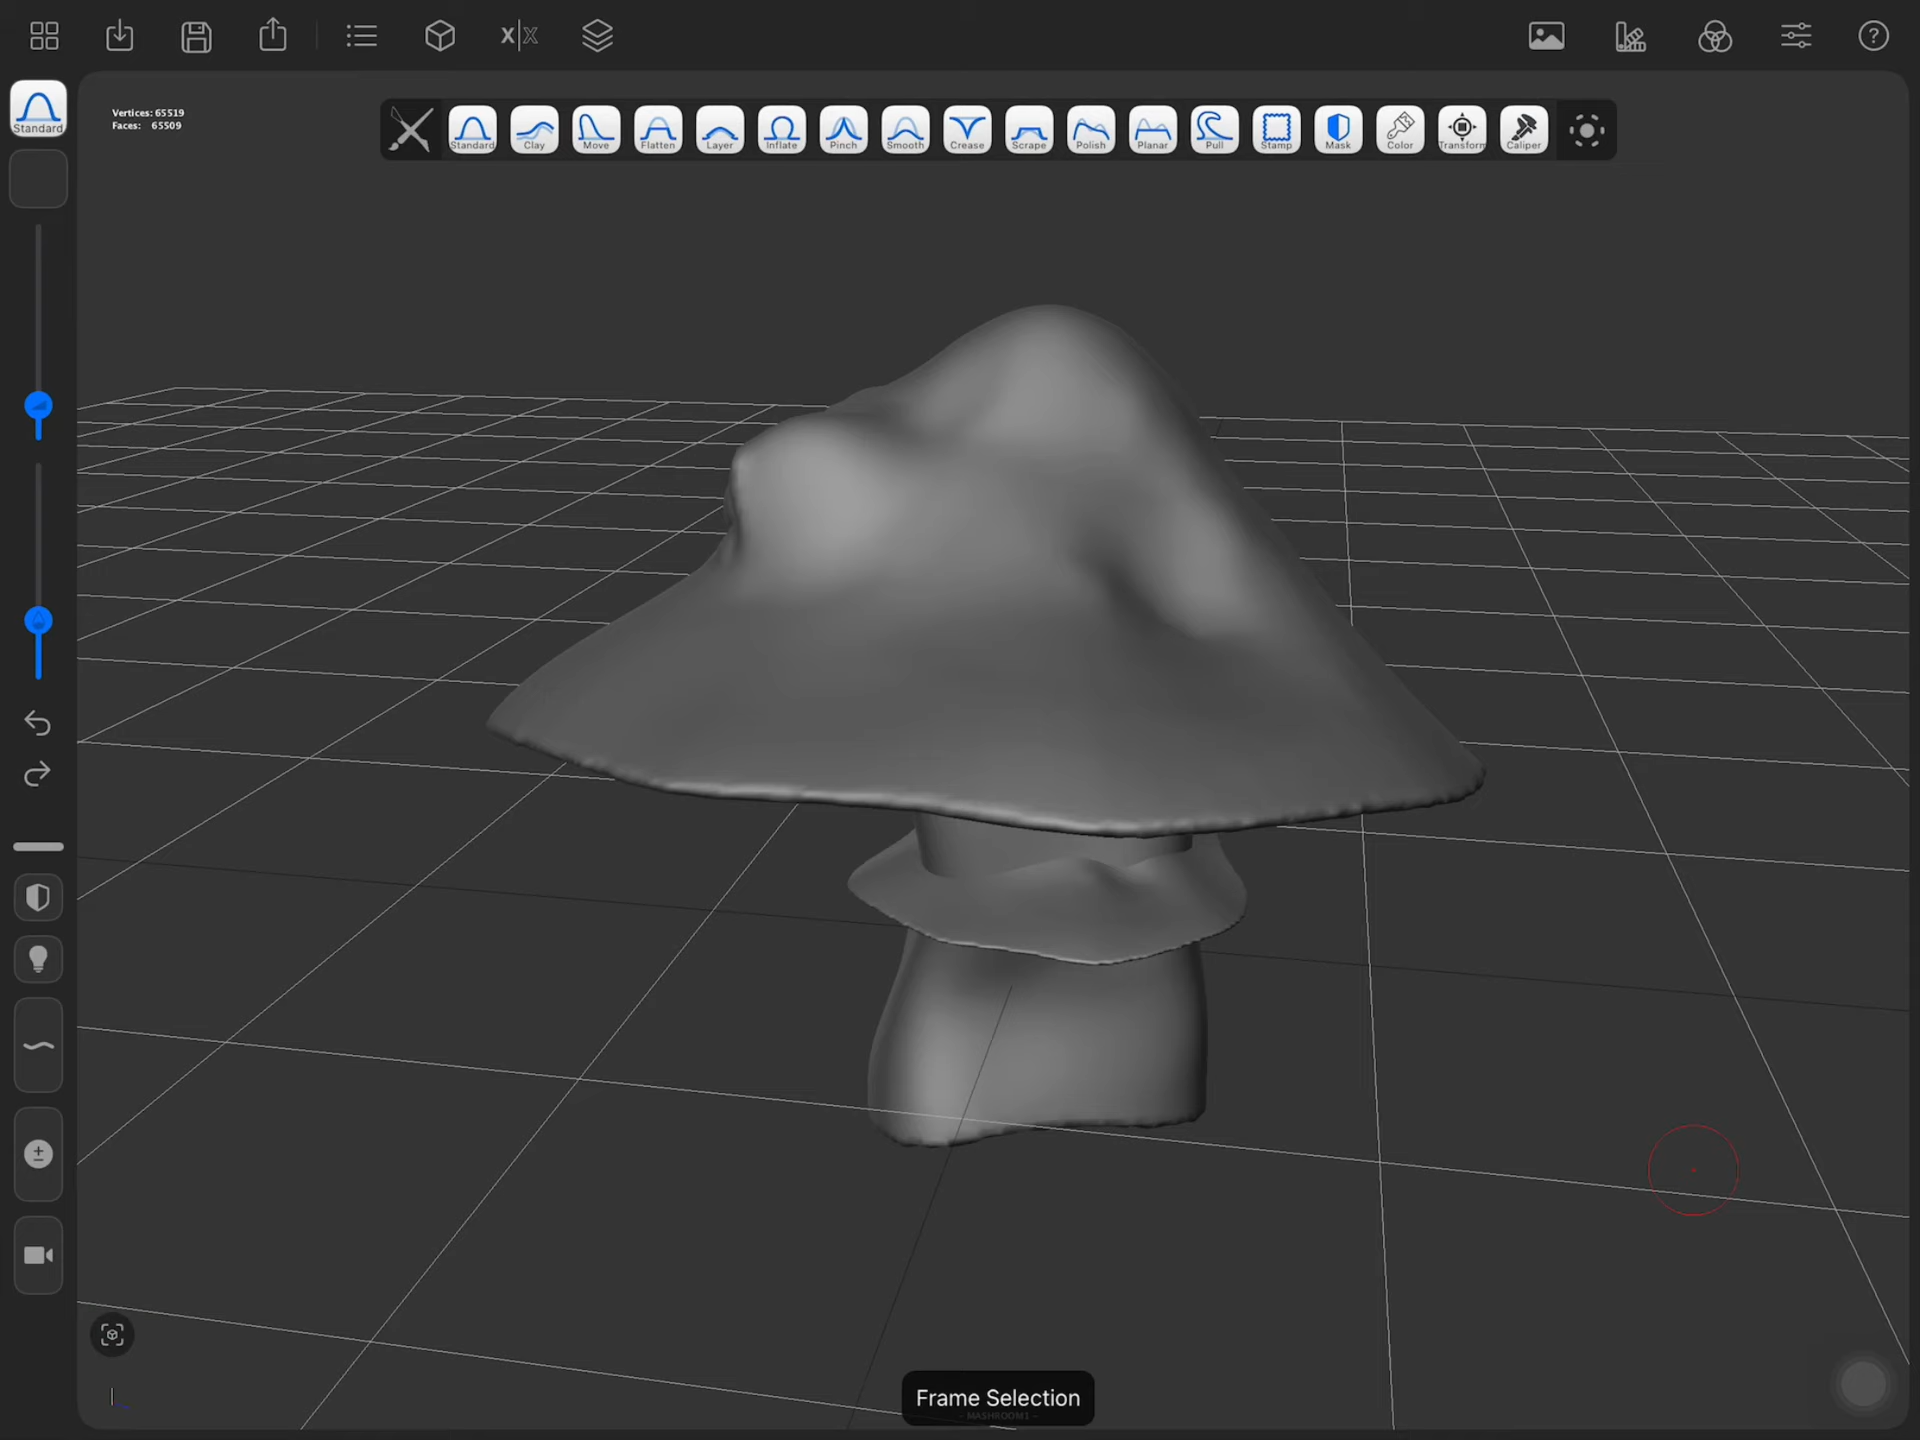 X|X
Vertices: 65519
Faces: 65509
Standard
Standard
Clay
Move
Flatten
Layer
Inflate
Pinch
Smooth
Crease
Scrape
Polish
Planar
Pull
Stamp
Mask
Color
Transform
Caliper
Frame Selection
- MASHROOM1 -